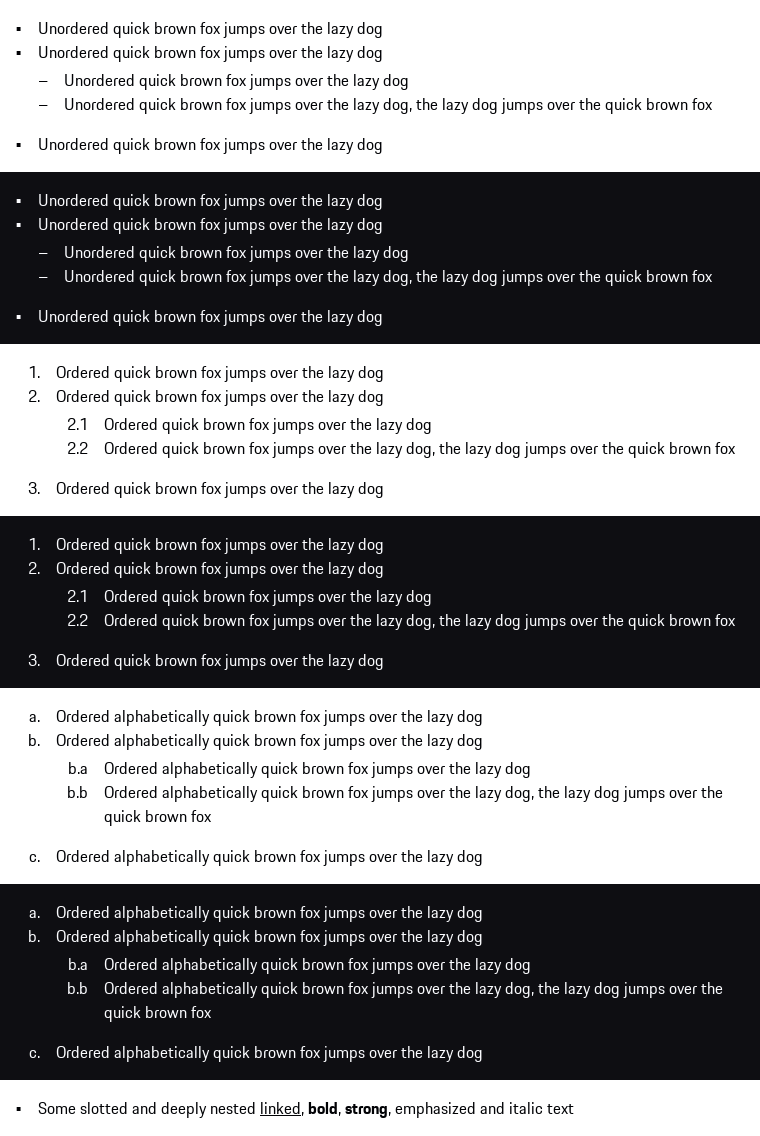 ▪ Unordered quick brown fox jumps over the lazy dog
▪ Unordered quick brown fox jumps over the lazy dog
– Unordered quick brown fox jumps over the lazy dog
– Unordered quick brown fox jumps over the lazy dog, the lazy dog jumps over the quick brown fox
▪ Unordered quick brown fox jumps over the lazy dog
▪ Unordered quick brown fox jumps over the lazy dog
▪ Unordered quick brown fox jumps over the lazy dog
– Unordered quick brown fox jumps over the lazy dog
– Unordered quick brown fox jumps over the lazy dog, the lazy dog jumps over the quick brown fox
▪ Unordered quick brown fox jumps over the lazy dog
1. Ordered quick brown fox jumps over the lazy dog
2. Ordered quick brown fox jumps over the lazy dog
2.1 Ordered quick brown fox jumps over the lazy dog
2.2 Ordered quick brown fox jumps over the lazy dog, the lazy dog jumps over the quick brown fox
3. Ordered quick brown fox jumps over the lazy dog
1. Ordered quick brown fox jumps over the lazy dog
2. Ordered quick brown fox jumps over the lazy dog
2.1 Ordered quick brown fox jumps over the lazy dog
2.2 Ordered quick brown fox jumps over the lazy dog, the lazy dog jumps over the quick brown fox
3. Ordered quick brown fox jumps over the lazy dog
a. Ordered alphabetically quick brown fox jumps over the lazy dog
b. Ordered alphabetically quick brown fox jumps over the lazy dog
b.a Ordered alphabetically quick brown fox jumps over the lazy dog
b.b Ordered alphabetically quick brown fox jumps over the lazy dog, the lazy dog jumps over the
quick brown fox
c. Ordered alphabetically quick brown fox jumps over the lazy dog
a. Ordered alphabetically quick brown fox jumps over the lazy dog
b. Ordered alphabetically quick brown fox jumps over the lazy dog
b.a Ordered alphabetically quick brown fox jumps over the lazy dog
b.b Ordered alphabetically quick brown fox jumps over the lazy dog, the lazy dog jumps over the
quick brown fox
c. Ordered alphabetically quick brown fox jumps over the lazy dog
▪ Some slotted and deeply nested linked, bold, strong, emphasized and italic text